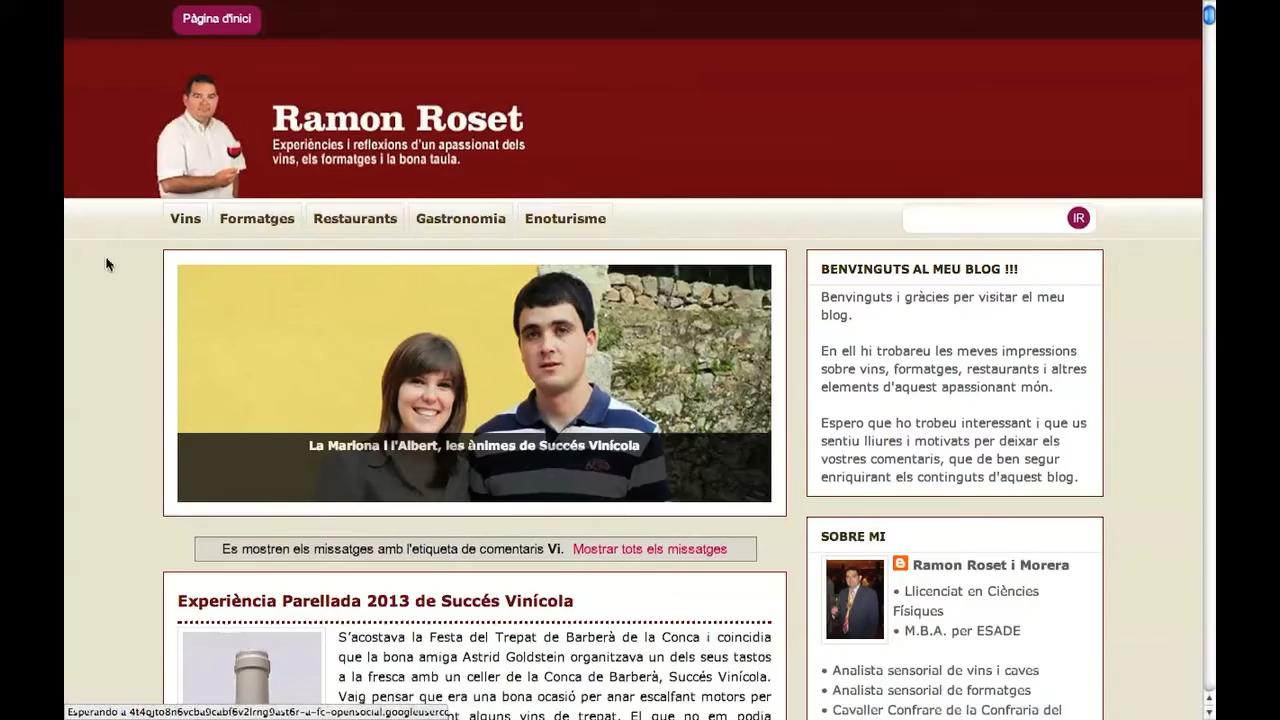 Pàgina d'inici
Ramon Roset
Experiències i reflexions d'un apassionat dels
vins, els formatges i la bona taula.
Vins
Formatges
Restaurants
Gastronomia
Enoturisme
IR
La Mariona i l'Albert, les ànimes de Succés Vinícola
Es mostren els missatges amb l'etiqueta de comentaris Vi. Mostrar tots els missatges
Experiència Parellada 2013 de Succés Vinícola
S'acostava la Festa del Trepat de Barberà de la Conca i coincidia
que la bona amiga Astrid Goldstein organitzava un dels seus tastos
a la fresca amb un celler de la Conca de Barberà, Succés Vinícola.
Vaig pensar que era una bona ocasió per anar escalfant motors per
nt alguns vins de trepat. El que no em podia
BENVINGUTS AL MEU BLOG !!!
Benvinguts i gràcies per visitar el meu
blog.
En ell hi trobareu les meves impressions
sobre vins, formatges, restaurants i altres
elements d'aquest apassionant món.
Espero que ho trobeu interessant i que us
sentiu lliures i motivats per deixar els
vostres comentaris, que de ben segur
enriquirant els continguts d'aquest blog.
SOBRE MI
Ramon Roset i Morera
• Llicenciat en Ciències
Físiques
• M.B.A. per ESADE
• Analista sensorial de vins i caves
• Analista sensorial de formatges
• Cavaller Confrare de la Confraria del
Esperando a